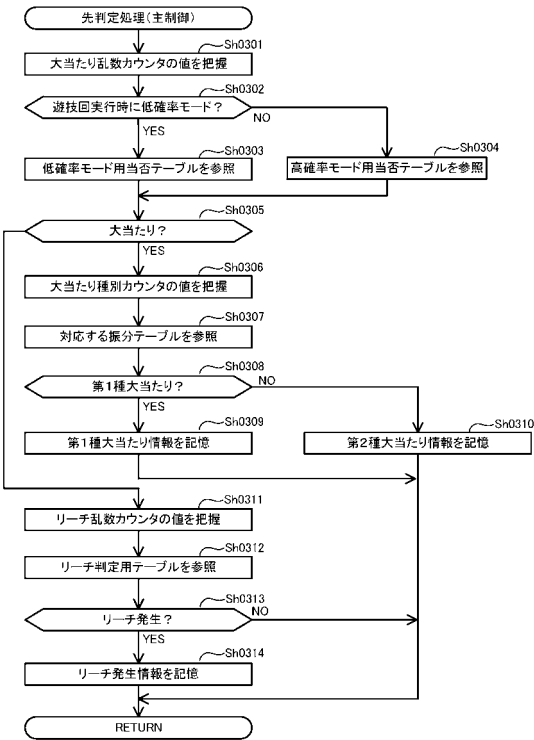 先判定処理(主制御)
Sh0301
大当たり乱数カウンタの値を把握
Sh0302
遊技回実行時に低確率モード?
NO
YES
Sh0303
低確率モード用当否テーブルを参照
Sh0304
高確率モード用当否テーブルを参照
Sh0305
大当たり?
YES
Sh0306
大当たり種別カウンタの値を把握
Sh0307
対応する振分テーブルを参照
Sh0308
第1種大当たり?
NO
YES
Sh0309
第1種大当たり情報を記憶
Sh0310
第2種大当たり情報を記憶
Sh0311
リーチ乱数カウンタの値を把握
Sh0312
リーチ判定用テーブルを参照
Sh0313
リーチ発生?
NO
YES
Sh0314
リーチ発生情報を記憶
RETURN